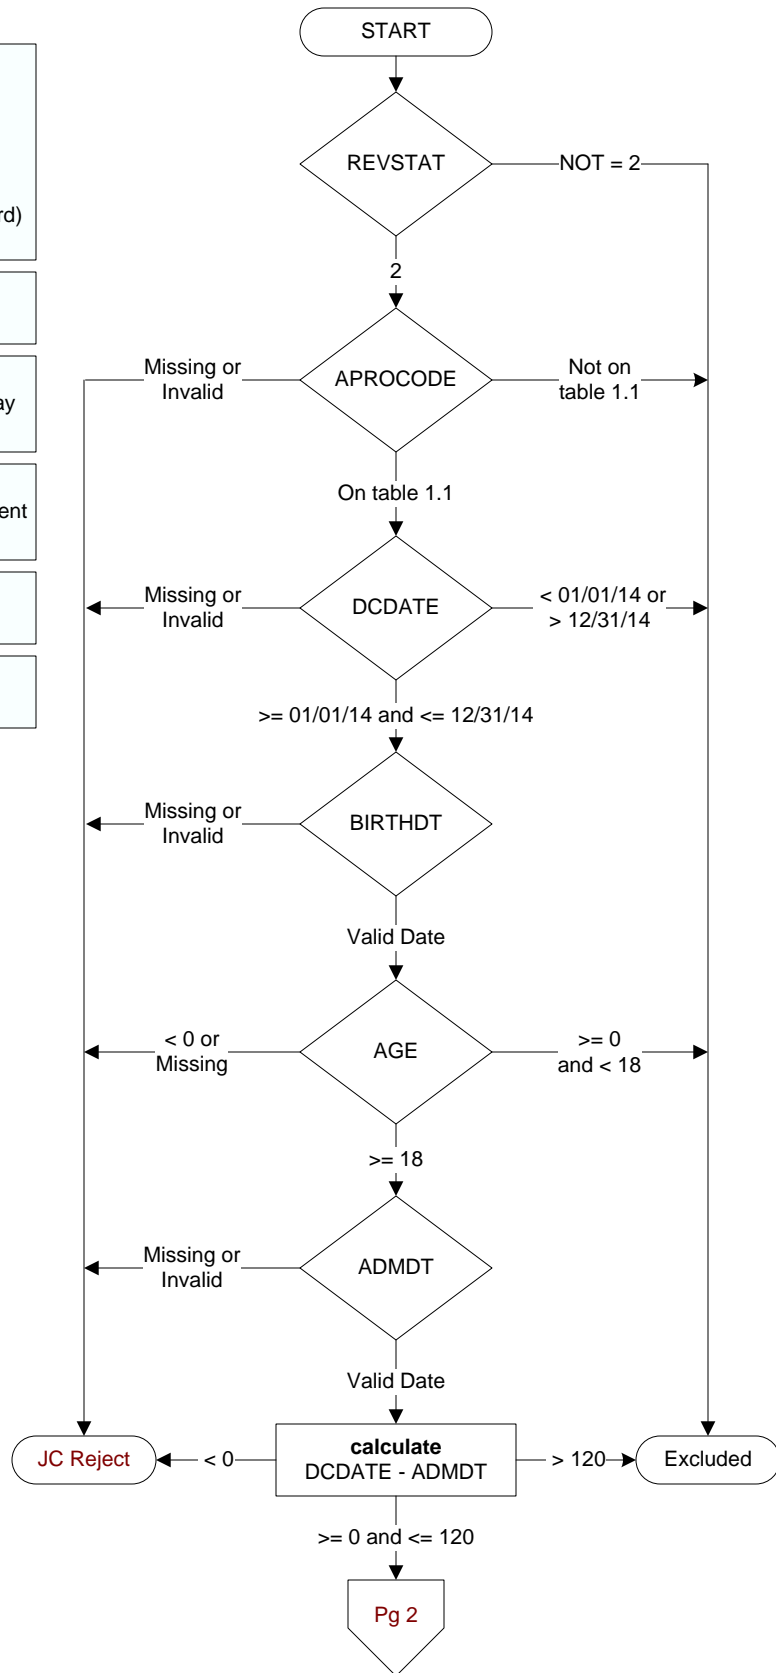 START
REVSTAT
NOT = 2
2
rd)
Missing or
Invalid
APROCODE
Not on
table 1.1
ay
On table 1.1
ent
Missing or
Invalid
DCDATE
< 01/01/14 or
> 12/31/14
>= 01/01/14 and <= 12/31/14
Missing or
Invalid
BIRTHDT
Valid Date
< 0 or
Missing
AGE
>= 0
and < 18
>= 18
Missing or
Invalid
ADMDT
Valid Date
JC Reject
< 0
calculate
DCDATE - ADMDT
> 120
Excluded
>= 0 and <= 120
Pg 2